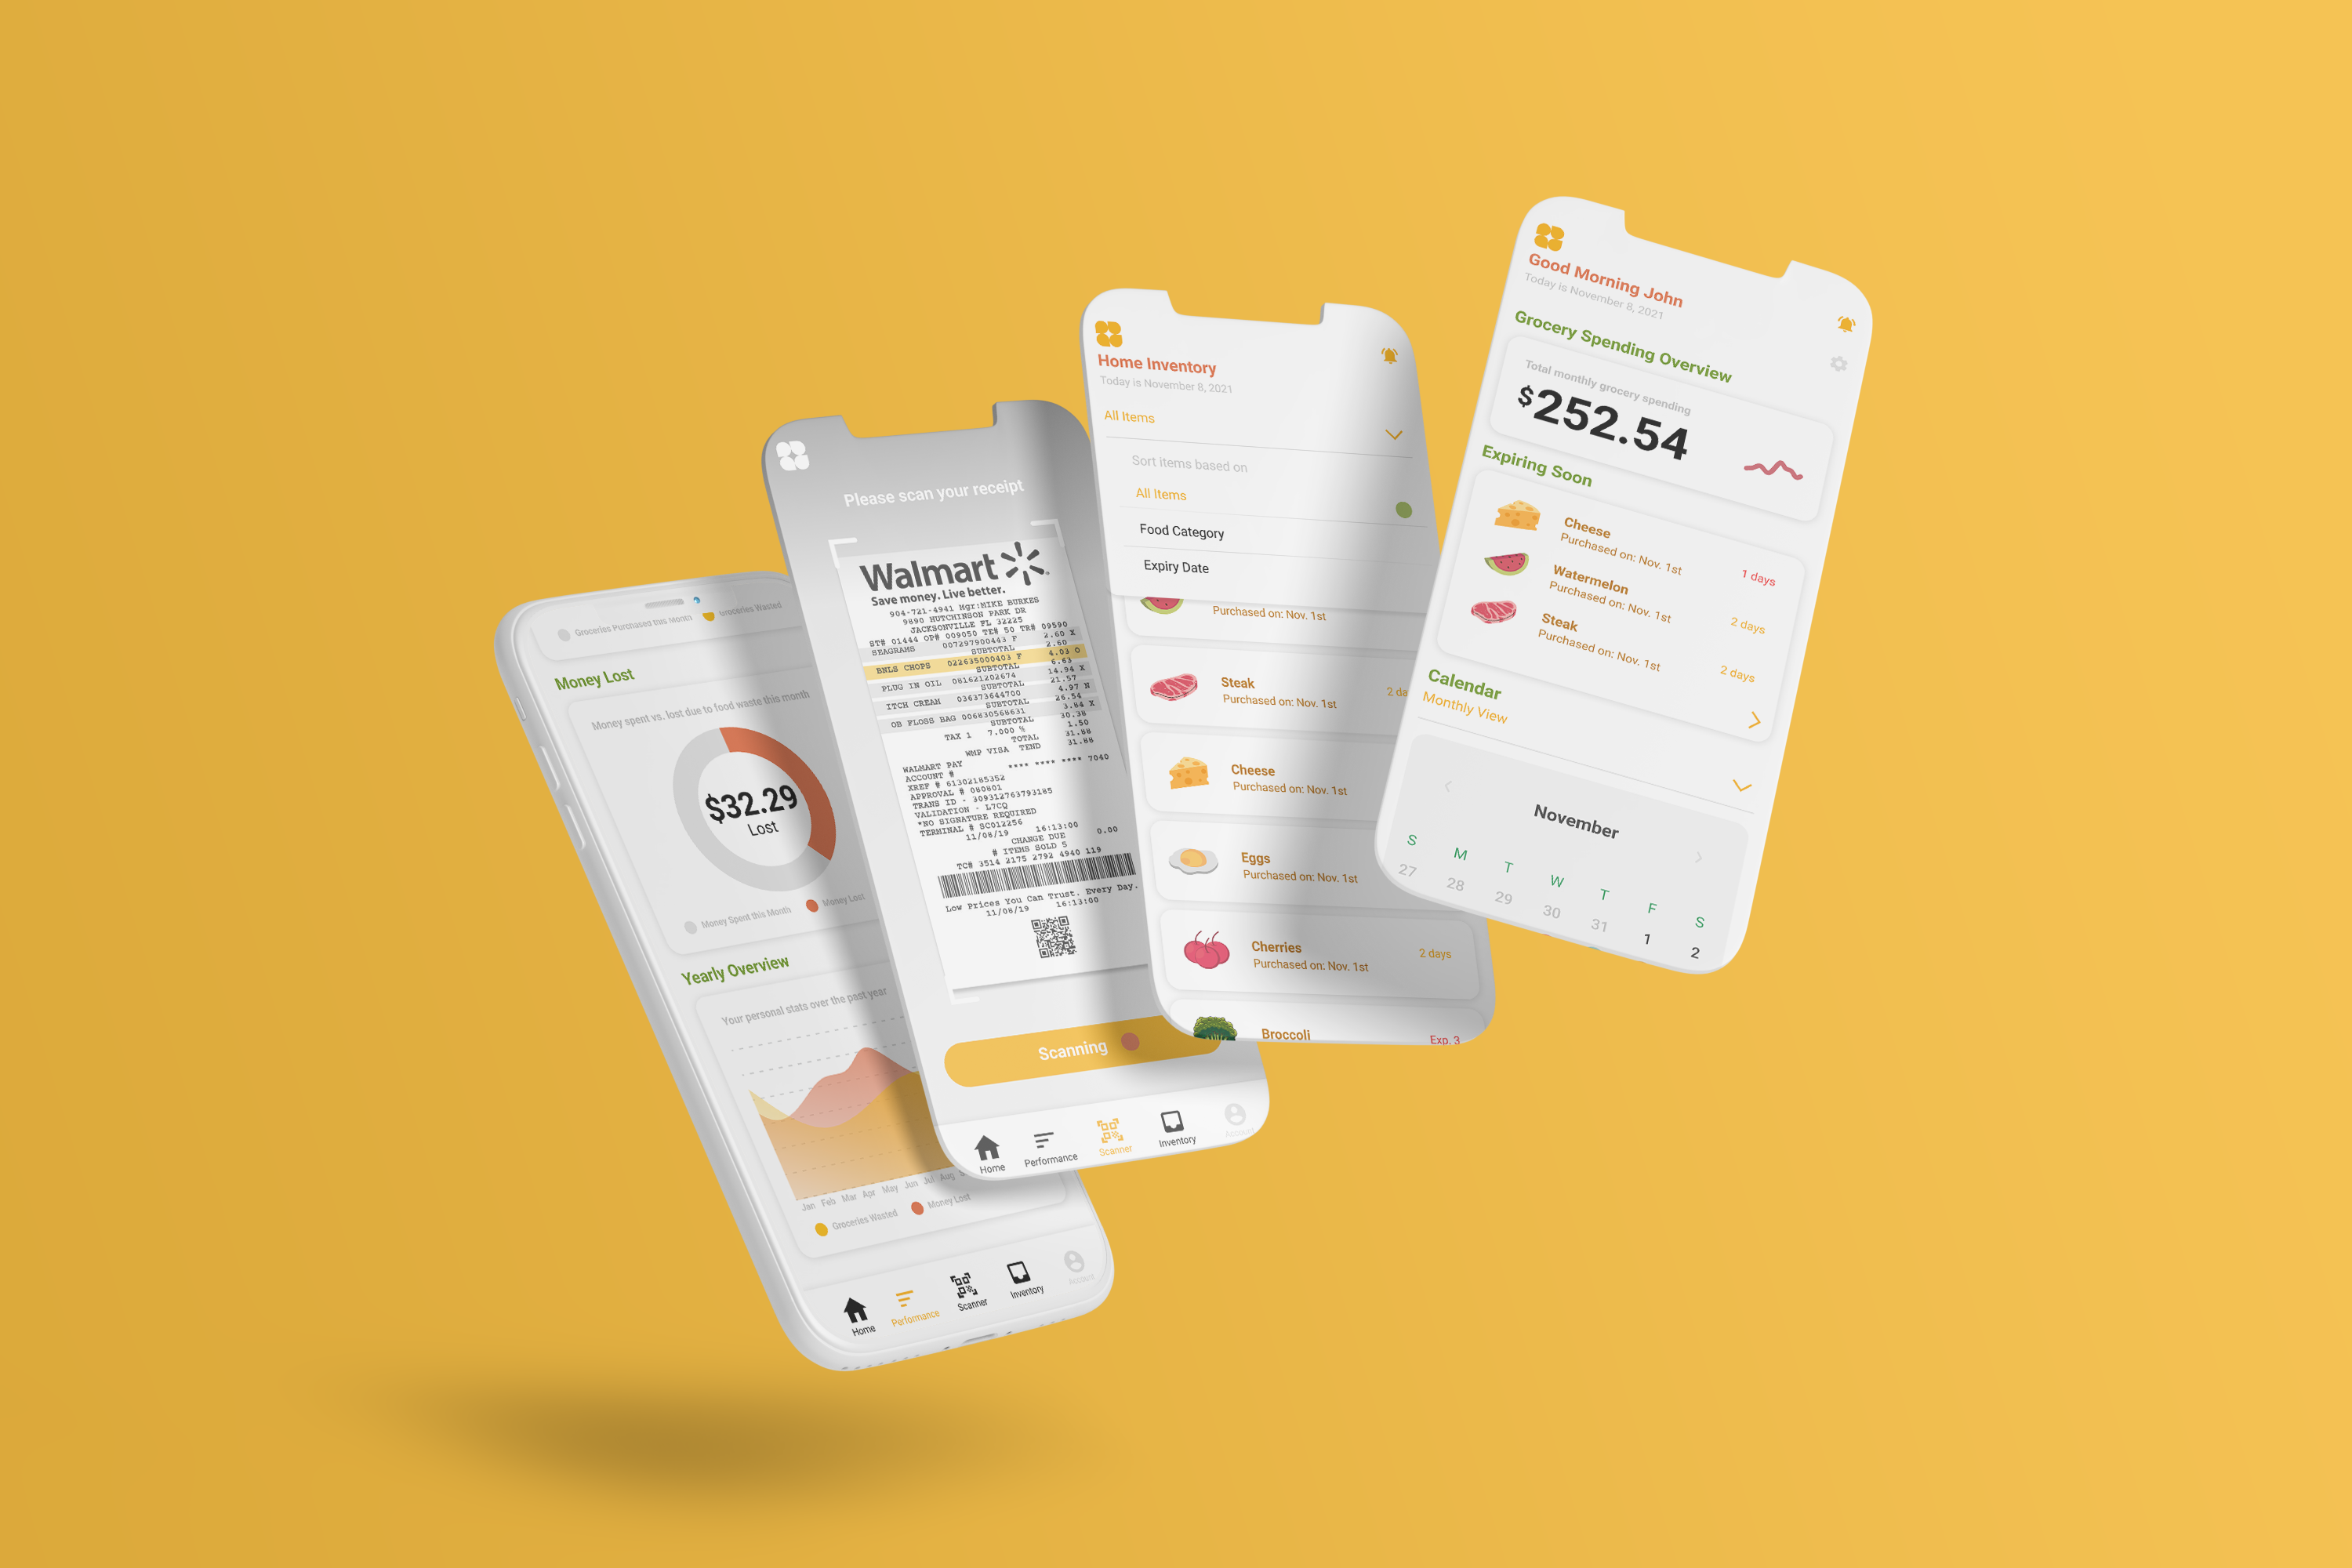 Groceries Purchased this Month
Groceries Wasted
Money Lost
Money spent vs. lost due to food waste this month
$32.29
Lost
Money Spent this Month
Money Lost
Yearly Overview
Your personal stats over the past year
Jan Feb Mar Apr May Jun Jul Aug
Groceries Wasted
Money Lost
Home
Performance
Scanner
Inventory
Account
Please scan your receipt
Walmart
Save money. Live better.
904-721-4941 Mgr:MIKE BURKES
9890 HUTCHINSON PARK DR
JACKSONVILLE FL 32225
ST# 01444 OP# 009050 TE# 50 TR# 09590
SEAGRAMS 007297900443 F 2.60 X
SUBTOTAL 2.60
BNLS CHOPS 022635000403 F 4.03 O
SUBTOTAL 6.63
PLUG IN OIL 081621202674 14.94 X
SUBTOTAL 21.57
ITCH CREAM 036373644700 4.97 N
SUBTOTAL 26.54
OB FLOSS BAG 006830568631 3.84 X
SUBTOTAL 30.38
TAX 1 7.000 % 1.50
TOTAL 31.88
WMP VISA TEND 31.88
WALMART PAY
ACCOUNT # **** **** **** 7040
XREF # 61302185352
APPROVAL # 080801
TRANS ID - 309312763793185
VALIDATION - L7CQ
*NO SIGNATURE REQUIRED
TERMINAL # SC012256
11/08/19 16:13:00
CHANGE DUE 0.00
# ITEMS SOLD 5
TC# 3514 2175 2792 4940 119
Low Prices You Can Trust. Every Day.
11/08/19 16:13:00
Scanning
Home
Performance
Scanner
Inventory
Account
Home Inventory
Today is November 8, 2021
All Items
Sort items based on
All Items
Food Category
Expiry Date
Purchased on: Nov. 1st
Steak
Purchased on: Nov. 1st
2 da
Cheese
Purchased on: Nov. 1st
Eggs
Purchased on: Nov. 1st
Cherries
Purchased on: Nov. 1st
2 days
Broccoli
Exp. 3
Good Morning John
Today is November 8, 2021
Grocery Spending Overview
Total monthly grocery spending
$252.54
Expiring Soon
Cheese
Purchased on: Nov. 1st
1 days
Watermelon
Purchased on: Nov. 1st
2 days
Steak
Purchased on: Nov. 1st
2 days
Calendar
Monthly View
November
S M T W T F S
27 28 29 30 31 1 2